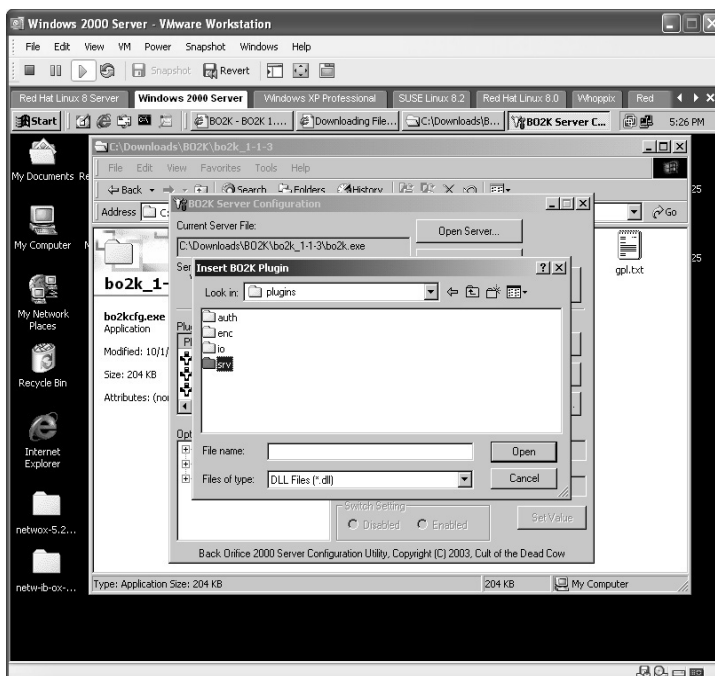 Windows 2000 Server - VMware Workstation
File Edit View VM Power Snapshot Windows Help
Snapshot Revert
Red Hat Linux 8 Server Windows 2000 Server Windows XP Professional SUSE Linux 8.2 Red Hat Linux 8.0 Whoppix Red
Start BO2K - BO2K 1.... Downloading File... C:\Downloads\B... BO2K Server C... 5:26 PM
C:\Downloads\BO2K\bo2k_1-1-3
File Edit View Favorites Tools Help
Back Search Folders History
Address C: Go
My Documents Re
My Computer
My Network
Places
Recycle Bin
Internet
Explorer
netwox-5.2...
netw-ib-ox-...
bo2k_1-
bo2kcfg.exe
Application
Modified: 10/1/
Size: 204 KB
Attributes: (nor
gpl.txt
25
25
BO2K Server Configuration
Current Server File:
Open Server...
C:\Downloads\BO2K\bo2k_1-1-3\bo2k.exe
Ser
Plu
Pl
Opt
Insert BO2K Plugin
Look in: plugins
auth
enc
io
srv
File name: Open
Files of type: DLL Files (*.dll) Cancel
Switch Setting
Disabled Enabled
Set Value
Back Orifice 2000 Server Configuration Utility, Copyright (C) 2003, Cult of the Dead Cow
Type: Application Size: 204 KB 204 KB My Computer